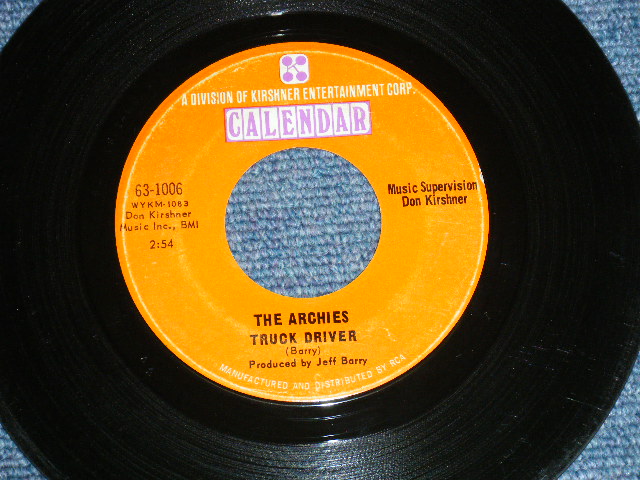 K
A DIVISION OF KIRSHNER ENTERTAINMENT CORP.
CALENDAR
63-1006
WYKM-1083
Don Kirshner
Music Inc., BMI
2:54
Music Supervision
Don Kirshner
THE ARCHIES
TRUCK DRIVER
(Barry)
Produced by Jeff Barry
MANUFACTURED AND DISTRIBUTED BY RCA